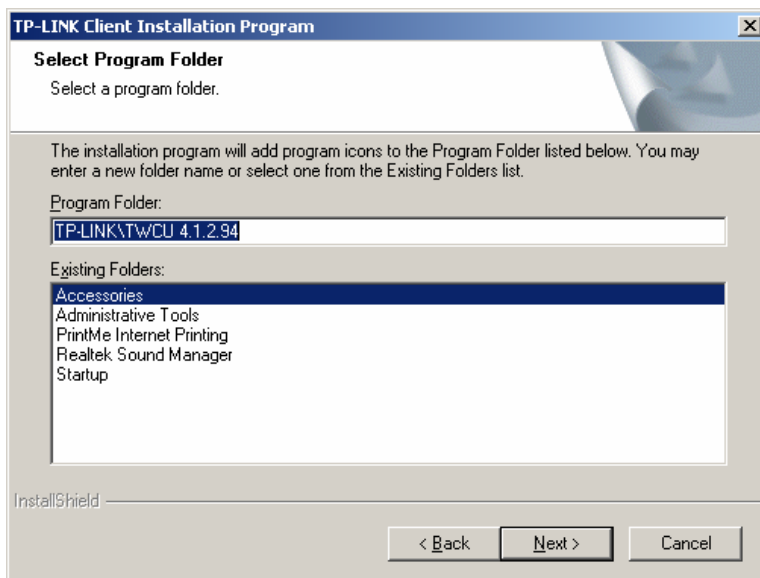 TP-LINK Client Installation Program
Select Program Folder
Select a program folder.
The installation program will add program icons to the Program Folder listed below. You may
enter a new folder name or select one from the Existing Folders list.
Program Folder:
TP-LINK\TWCU 4.1.2.94
Existing Folders:
Accessories
Administrative Tools
PrintMe Internet Printing
Realtek Sound Manager
Startup
InstallShield
< Back
Next >
Cancel